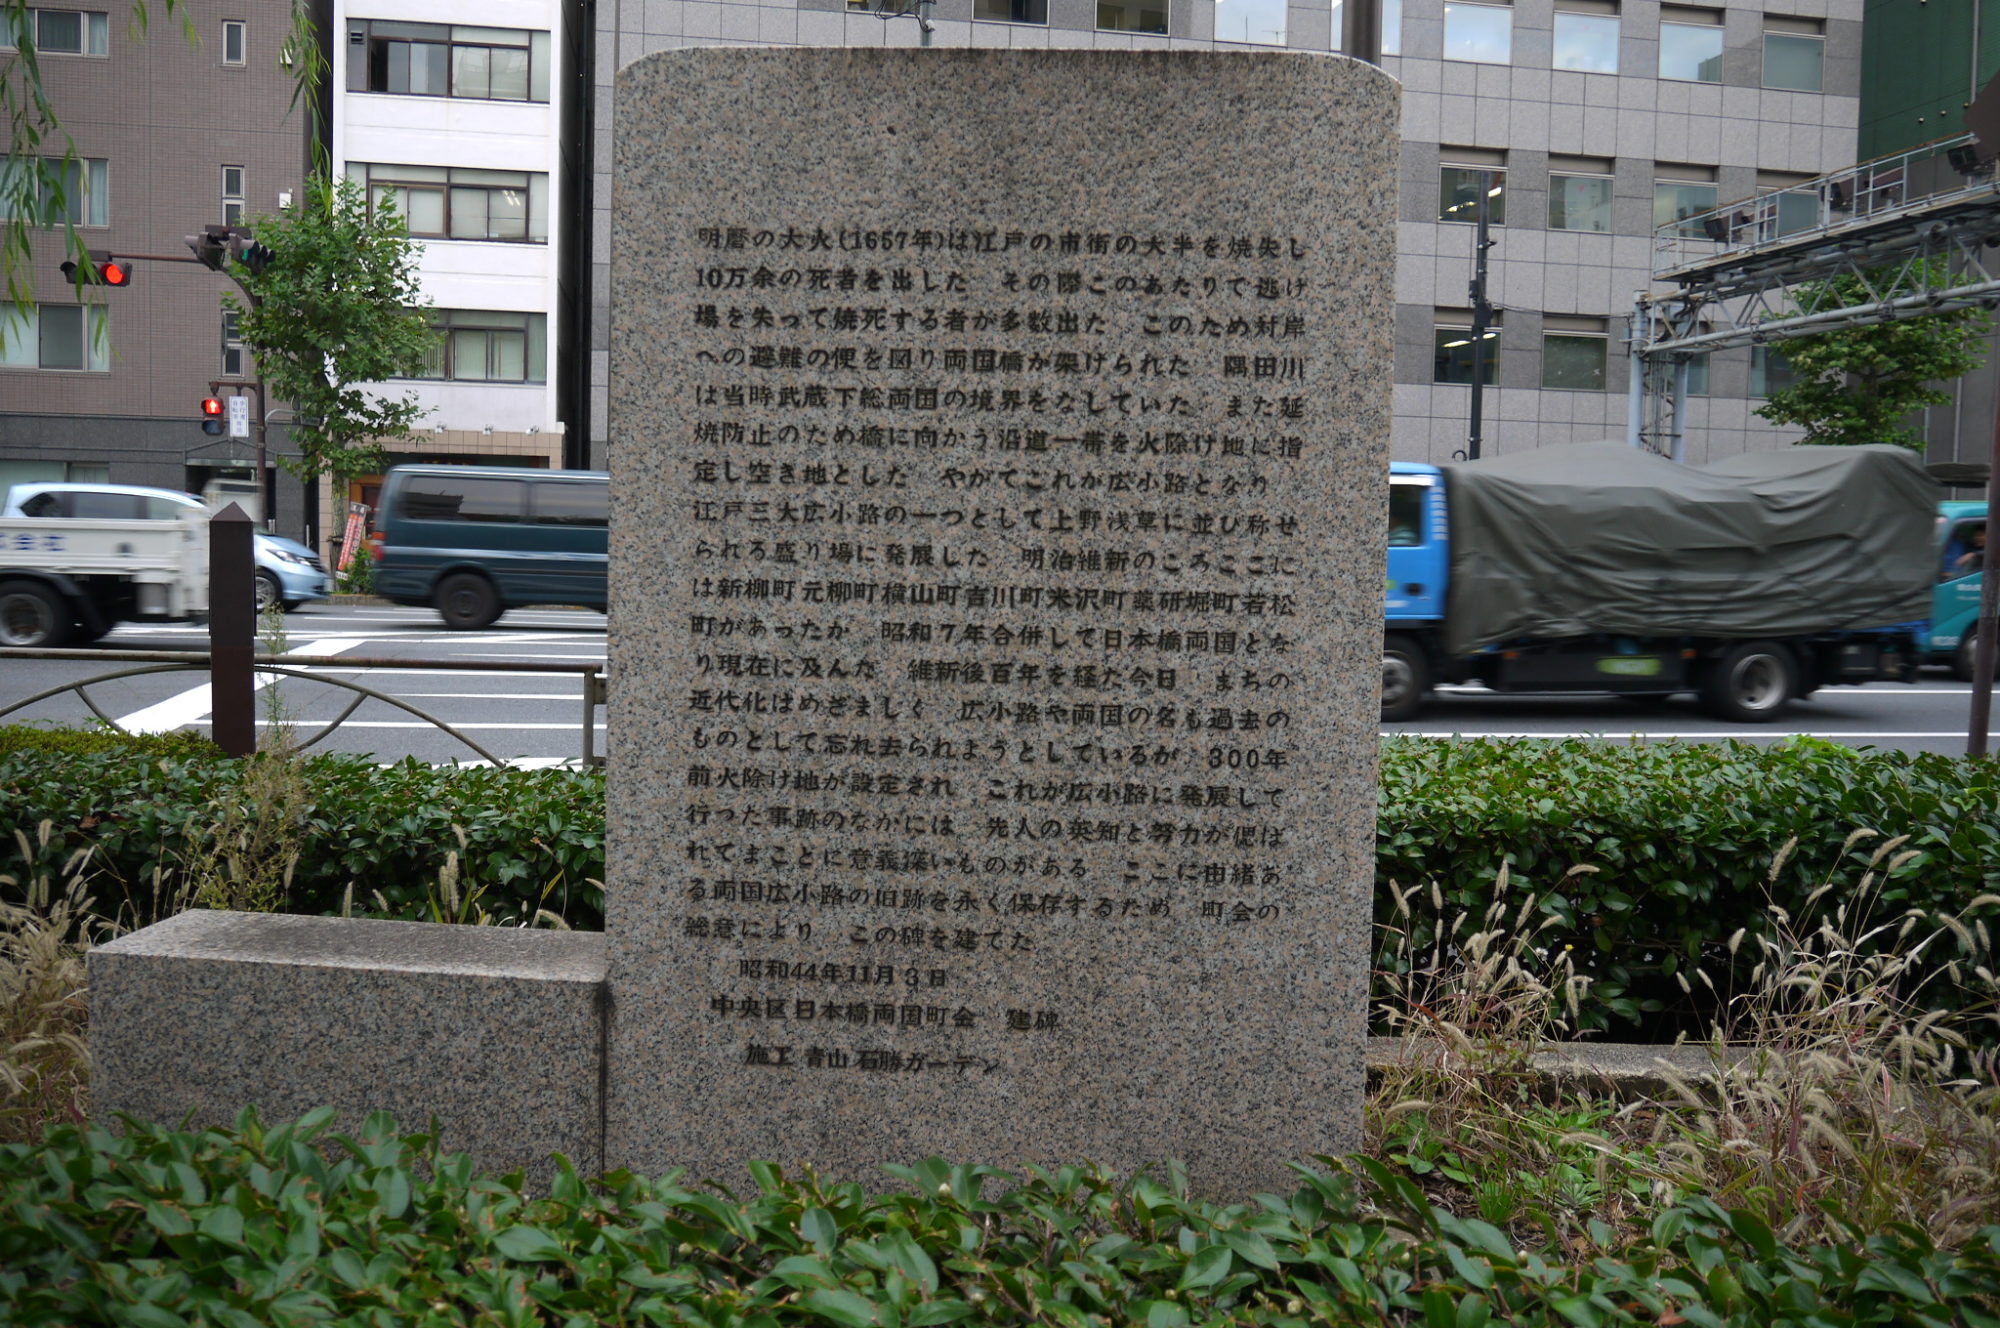 明暦の大火(1657年)は江戸の市街の大半を焼失し
10万余の死者を出した　その際このあたりで逃げ
場を失って焼死する者が多数出た　このため対岸
への避難の便を図り両国橋が架けられた　隅田川
は当時武蔵下総両国の境界をなしていた　また延
焼防止のため橋に向かう沿道一帯を火除け地に指
定し空き地とした　やがてこれが広小路となり
江戸三大広小路の一つとして上野浅草に並び称せ
られる盛り場に発展した　明治維新のころここに
は新柳町元柳町横山町吉川町米沢町薬研堀町若松
町があったが　昭和7年合併して日本橋両国とな
り現在に及んだ　維新後百年を経た今日　まちの
近代化はめざましく　広小路や両国の名も過去の
ものとして忘れ去られようとしているが　300年
前火除け地が設定され　これが広小路に発展して
行った事跡のなかには　先人の英知と努力が偲ば
れてまことに意義深いものがある　ここに由緒あ
る両国広小路の旧跡を永く保存するため　町会の
総意により　この碑を建てた
昭和44年11月3日
中央区日本橋両国町会　建碑
施工 青山 石勝ガーデン